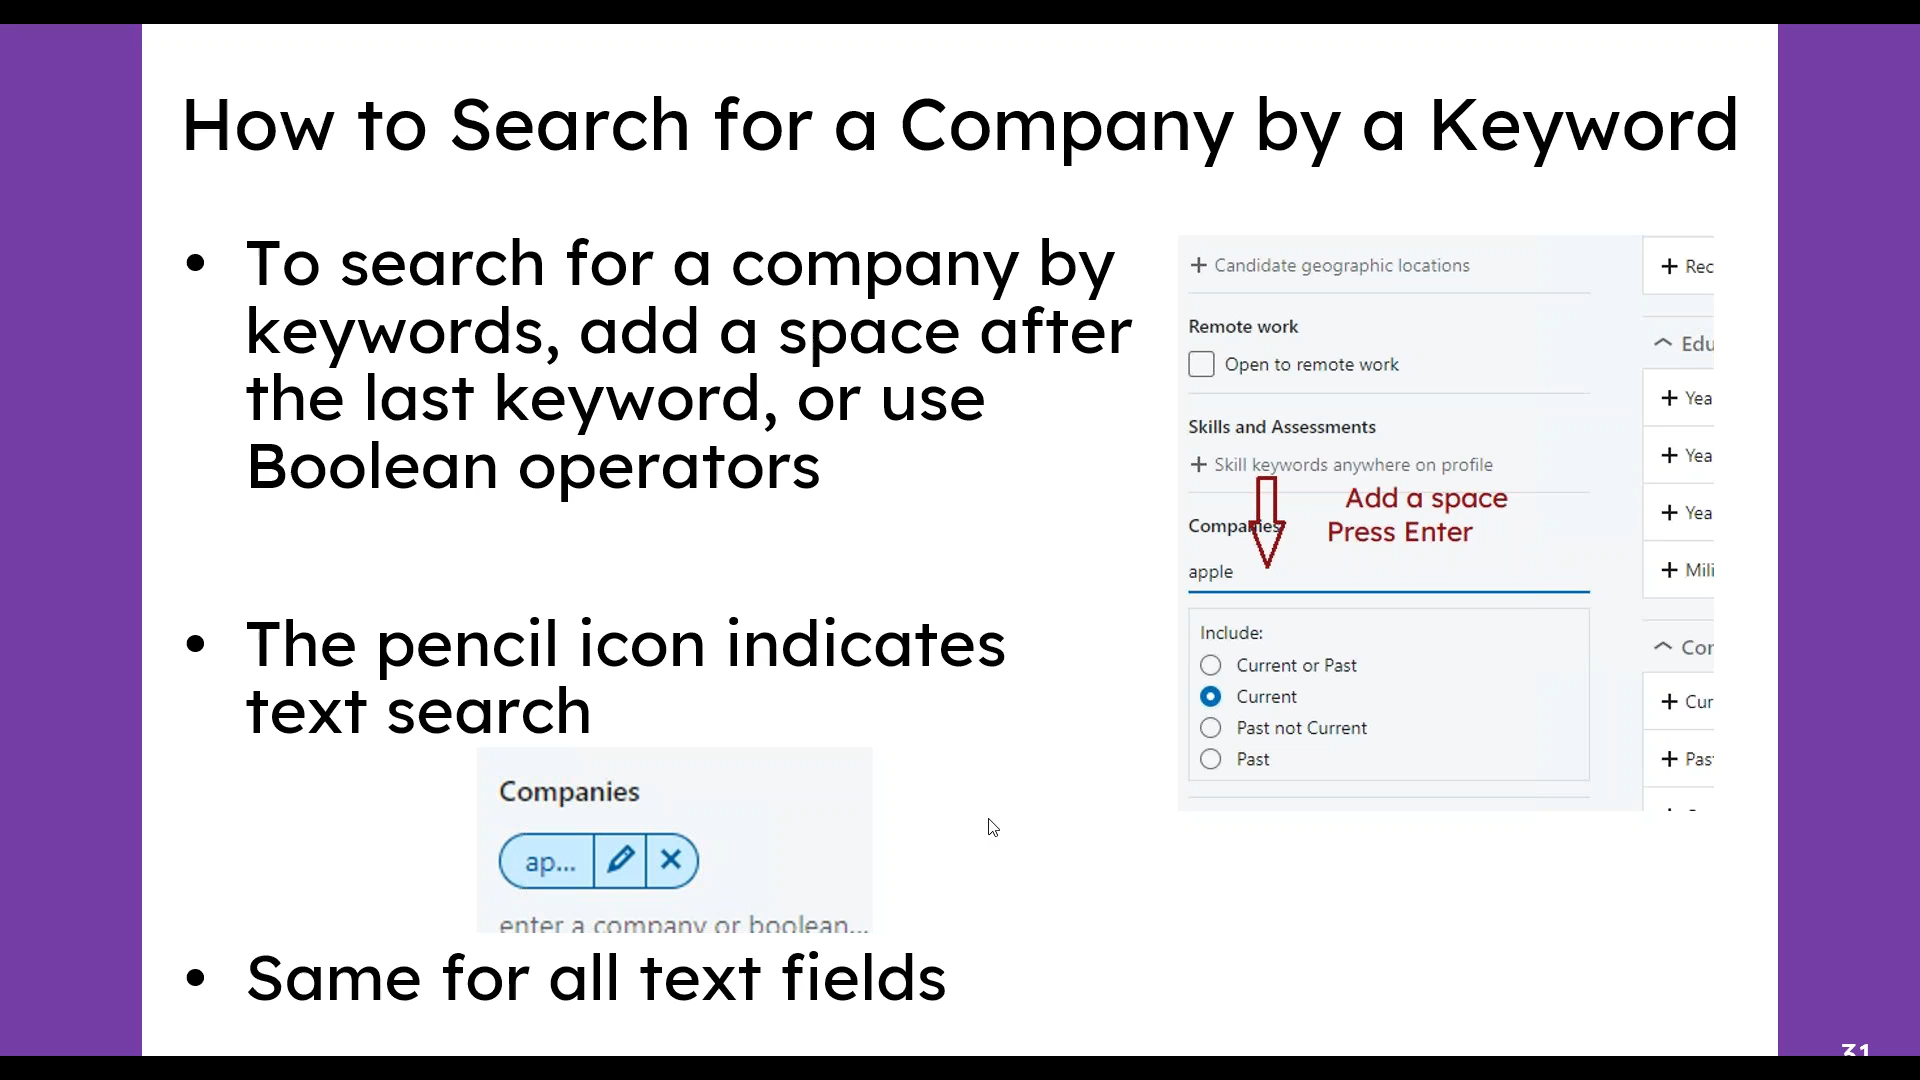 How to Search for a Company by a Keyword
• To search for a company by
keywords, add a space after
the last keyword, or use
Boolean operators
• The pencil icon indicates
text search
Companies
ap...
enter a company or boolean...
• Same for all text fields
+ Candidate geographic locations
Remote work
Open to remote work
Skills and Assessments
+ Skill keywords anywhere on profile
Add a space
Press Enter
Companies
apple
Include:
Current or Past
Current
Past not Current
Past
+ Rec
Edu
+ Yea
+ Yea
+ Yea
+ Mili
Cor
+ Cur
+ Pas
31